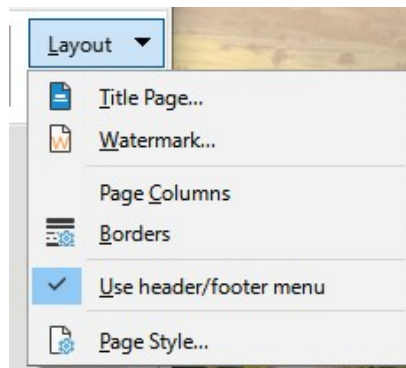 Layout
Title Page...
Watermark...
Page Columns
Borders
Use header/footer menu
Page Style...